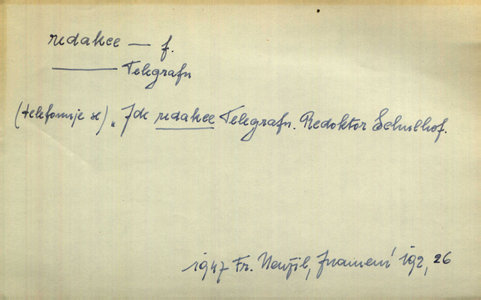 redakce — f.
——— Telegrafu
(telefonuje se) „Zde redakce Telegrafu. Redaktor Schulhof.
1947 Fr. Neužil, Znamení 192, 26